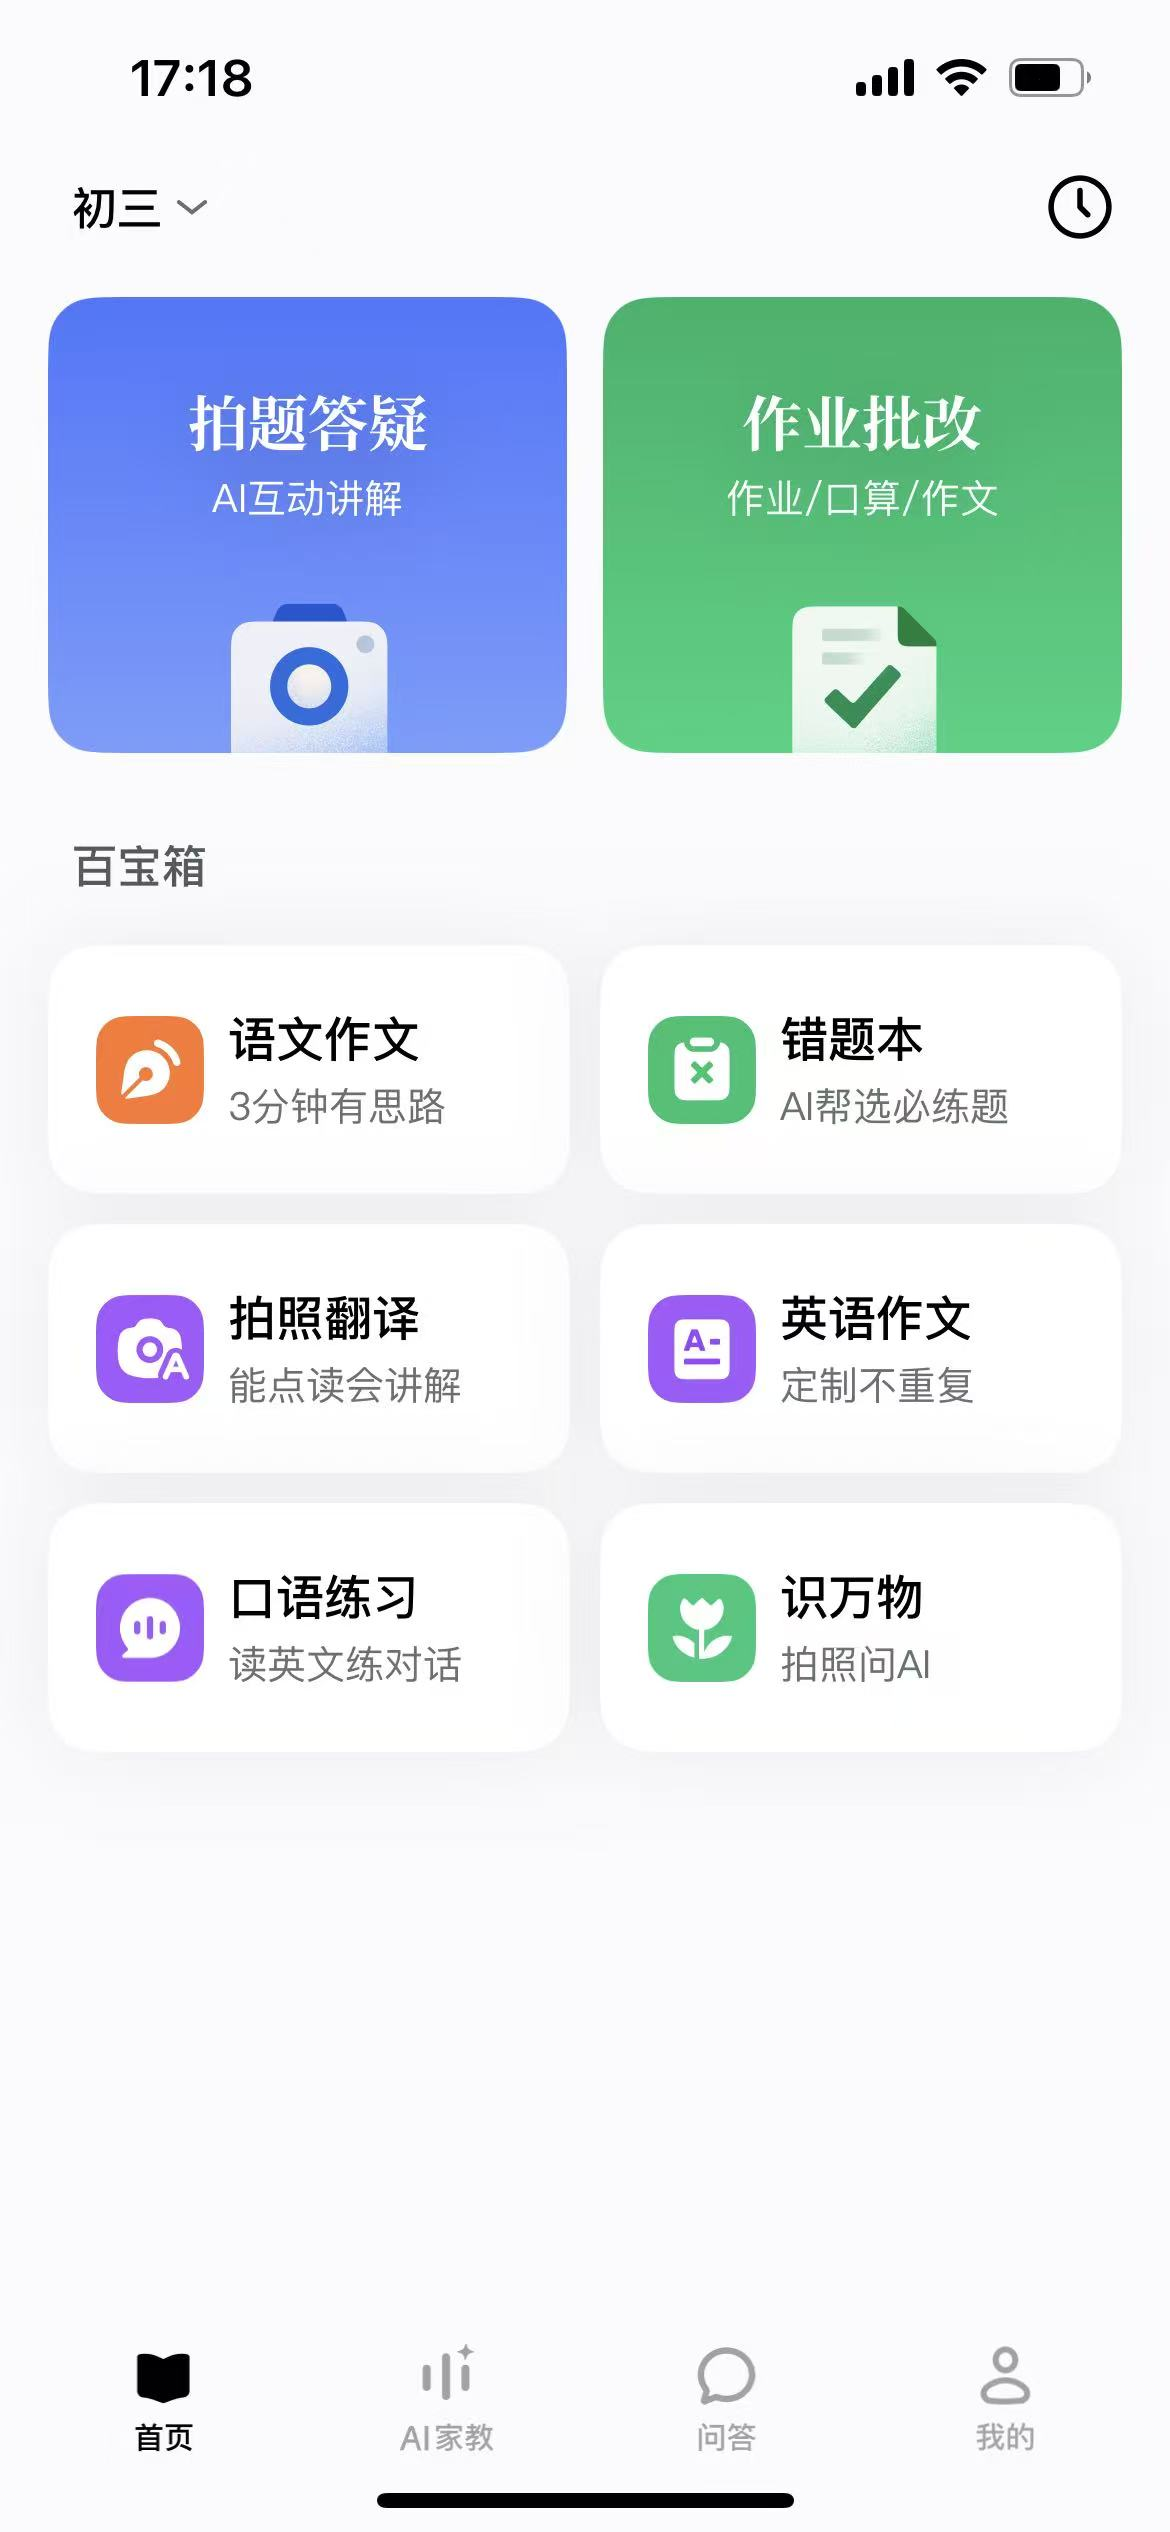 17:18
初三
拍题答疑
AI互动讲解
作业批改
作业/口算/作文
百宝箱
语文作文
3分钟有思路
错题本
AI帮选必练题
拍照翻译
A
能点读会讲解
英语作文
A-
定制不重复
口语练习
读英文练对话
识万物
拍照问AI
首页
AI家教
问答
我的